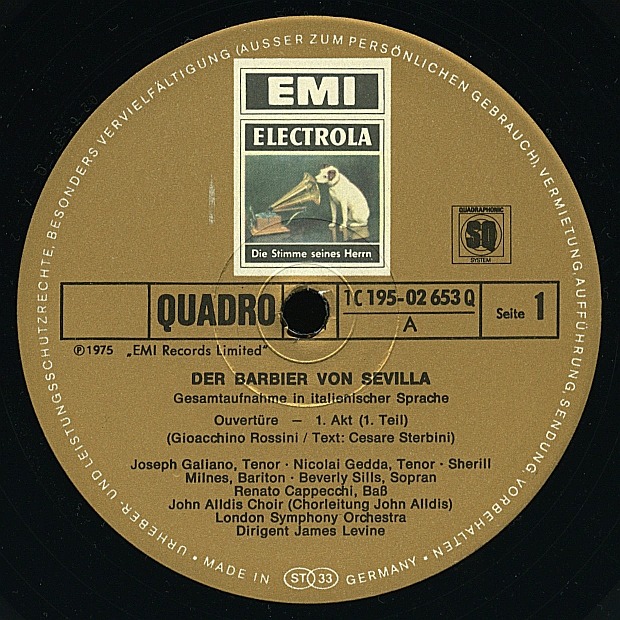 URHEBER- UND LEISTUNGSSCHUTZRECHTE, BESONDERS VERVIELFÄLTIGUNG (AUSSER ZUM PERSÖNLICHEN GEBRAUCH), VERMIETUNG, AUFFÜHRUNG, SENDUNG VORBEHALTEN •
EMI
ELECTROLA
Die Stimme seines Herrn
QUADRAPHONIC
SQ
SYSTEM
QUADRO
1C 195-02 653 Q
A
Seite 1
℗1975 „EMI Records Limited"
DER BARBIER VON SEVILLA
Gesamtaufnahme in italienischer Sprache
Ouvertüre — 1. Akt (1. Teil)
(Gioacchino Rossini / Text: Cesare Sterbini)
Joseph Galiano, Tenor · Nicolai Gedda, Tenor · Sherill
Milnes, Bariton · Beverly Sills, Sopran
Renato Cappecchi, Baß
John Alldis Choir (Chorleitung John Alldis)
London Symphony Orchestra
Dirigent James Levine
• MADE IN ST 33 GERMANY •